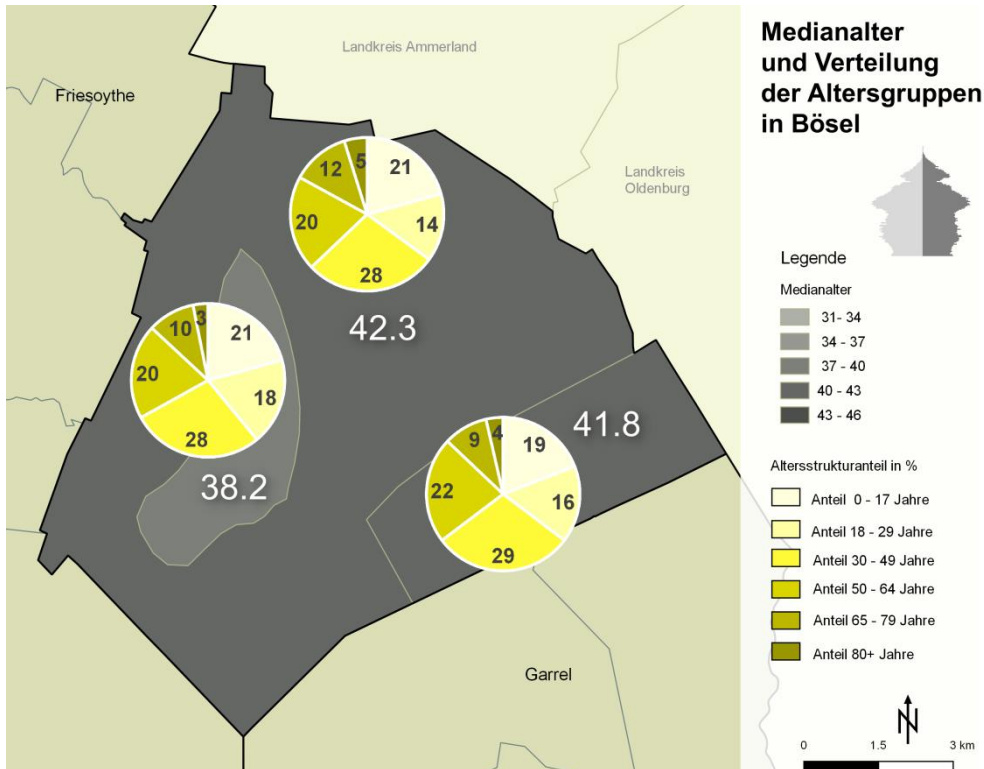 Medianalter
und Verteilung
der Altersgruppen
in Bösel
Landkreis Ammerland
Friesoythe
Landkreis
Oldenburg
5
12
21
20
14
28
42.3
3
10
21
20
18
28
38.2
41.8
4
9
19
22
16
29
Garrel
Legende
Medianalter
31- 34
34 - 37
37 - 40
40 - 43
43 - 46
Altersstrukturanteil in %
Anteil 0 - 17 Jahre
Anteil 18 - 29 Jahre
Anteil 30 - 49 Jahre
Anteil 50 - 64 Jahre
Anteil 65 - 79 Jahre
Anteil 80+ Jahre
N
0 1.5 3 km